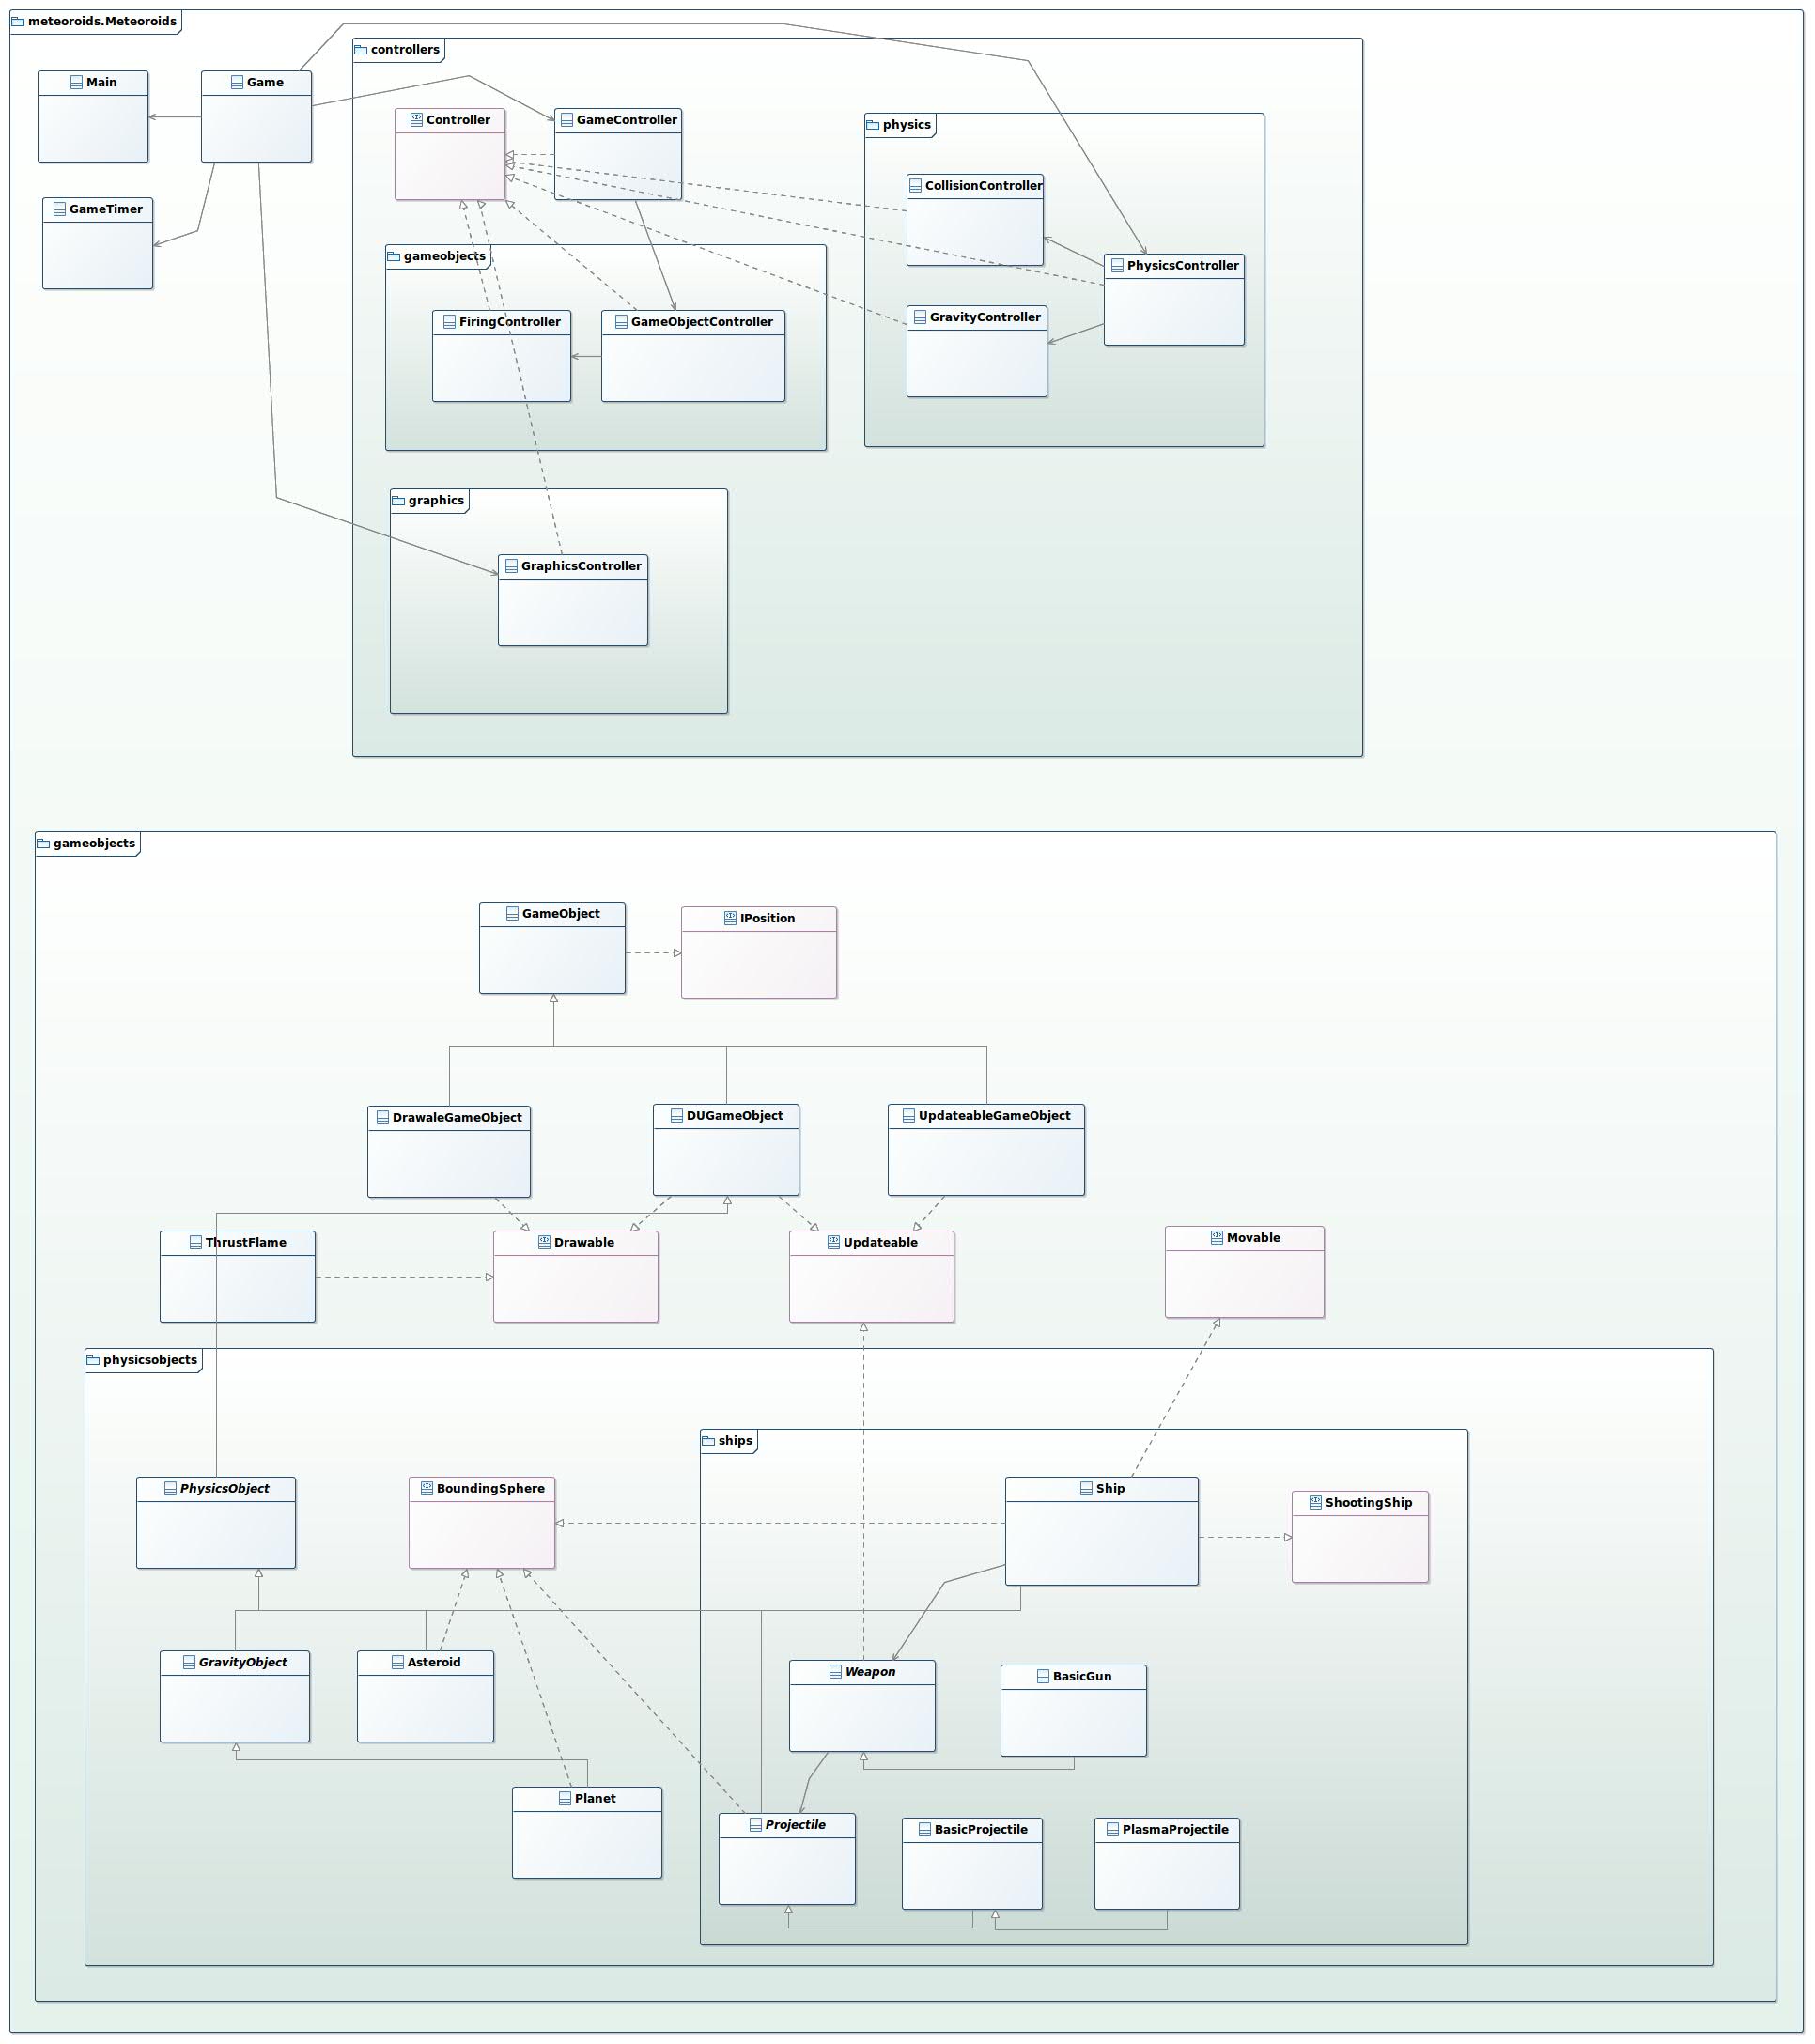 meteoroids.Meteoroids
controllers
Main
Game
Controller
GameController
physics
CollisionController
GameTimer
gameobjects
PhysicsController
GravityController
FiringController
GameObjectController
graphics
GraphicsController
gameobjects
GameObject
IPosition
DrawaleGameObject
DUGameObject
UpdateableGameObject
ThrustFlame
Drawable
Updateable
Movable
physicsobjects
ships
PhysicsObject
BoundingSphere
Ship
ShootingShip
GravityObject
Asteroid
Weapon
BasicGun
Planet
Projectile
BasicProjectile
PlasmaProjectile